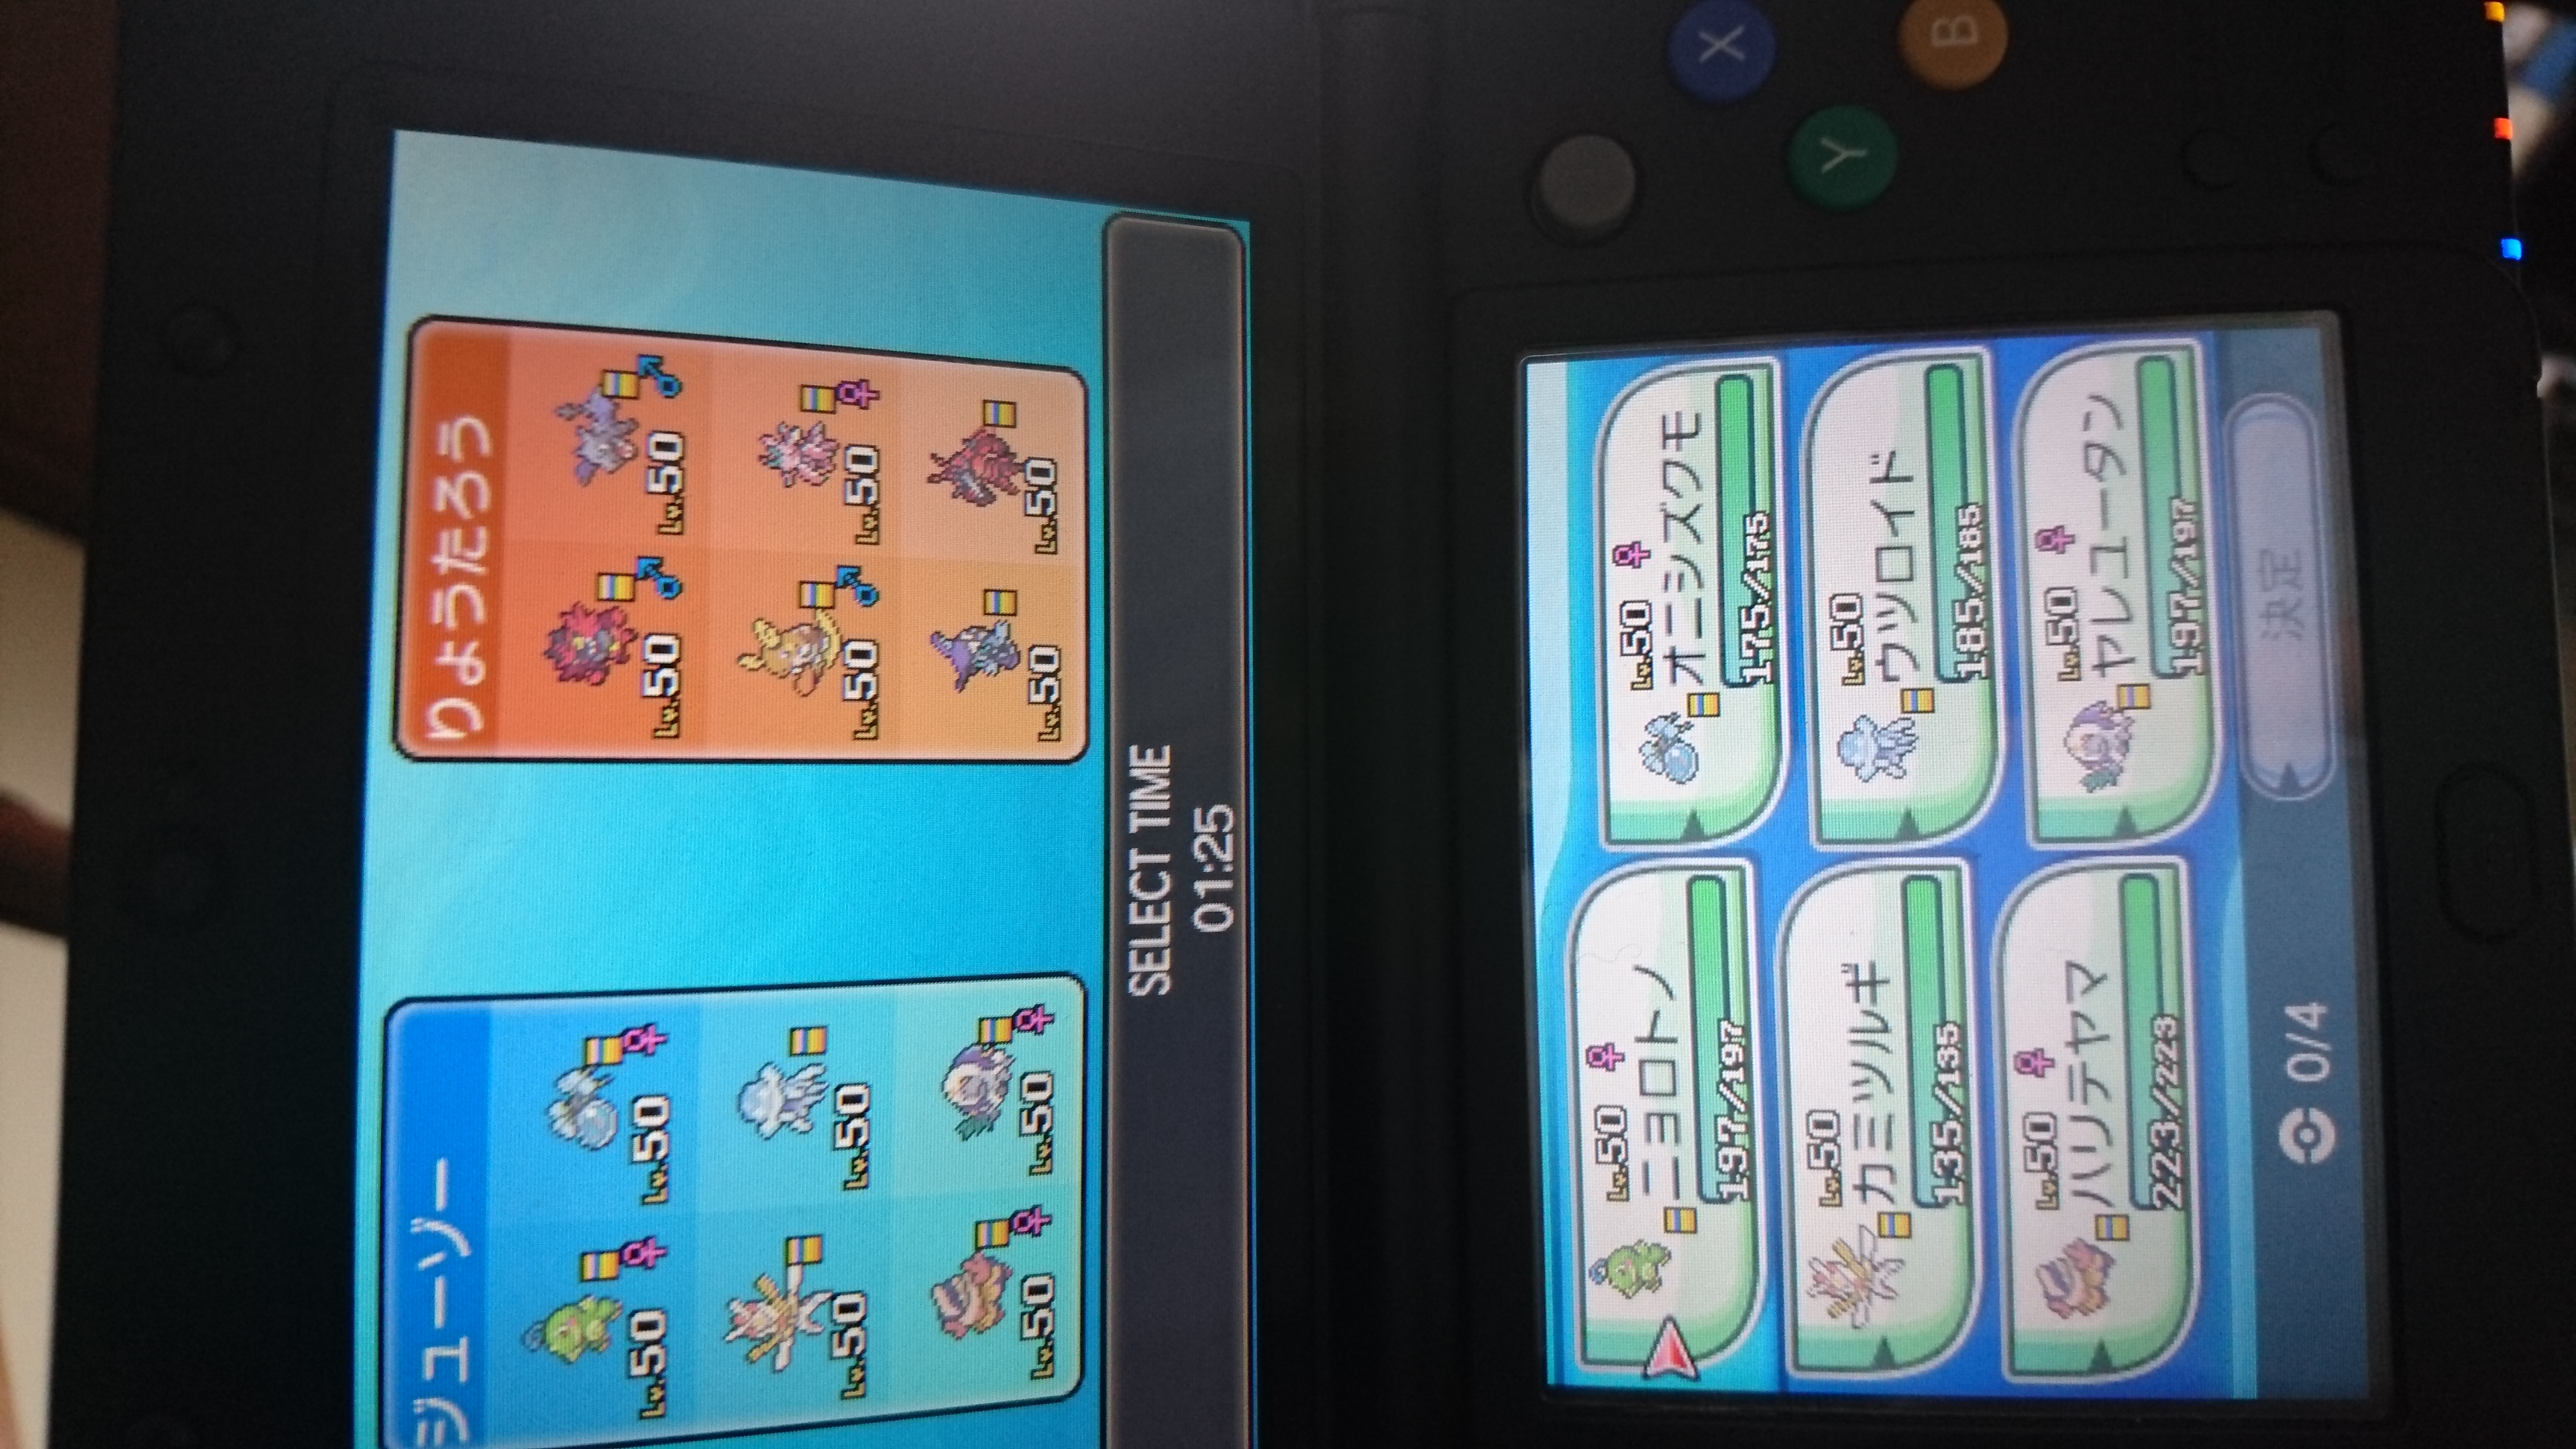 ジューゾー
Lv.50 ♀ Lv.50 ♀
Lv.50 Lv.50
Lv.50 ♀ Lv.50 ♀
りょうたろう
Lv.50 ♂ Lv.50 ♂
Lv.50 ♂ Lv.50 ♀
Lv.50 Lv.50
SELECT TIME
01:25
Lv.50 ♀
ニョロトノ
197/197
Lv.50 ♀
オニシズクモ
175/175
Lv.50
カミツルギ
135/135
Lv.50
ウツロイド
185/185
Lv.50 ♀
ハリテヤマ
223/223
Lv.50 ♀
ヤレユータン
197/197
0/4
決定
X
Y
B